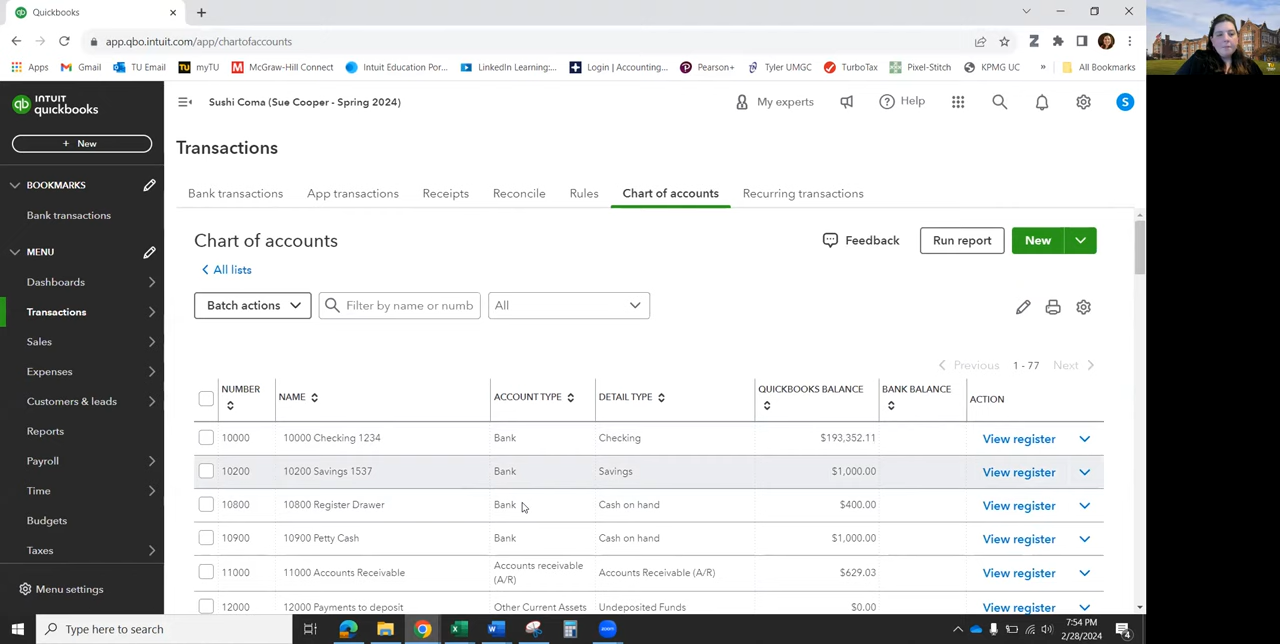 Quickbooks
app.qbo.intuit.com/app/chartofaccounts
Apps Gmail TU Email myTU McGraw-Hill Connect Intuit Education Por... LinkedIn Learning:... Login | Accounting... Pearson+ Tyler UMGC TurboTax Pixel-Stitch KPMG UC » All Bookmarks
INTUIT
quickbooks
Sushi Coma (Sue Cooper - Spring 2024)
My experts
Help
S
+ New
Transactions
BOOKMARKS
Bank transactions
MENU
Dashboards
Transactions
Sales
Expenses
Customers & leads
Reports
Payroll
Time
Budgets
Taxes
Menu settings
Bank transactions App transactions Receipts Reconcile Rules Chart of accounts Recurring transactions
Chart of accounts
Feedback
Run report
New
All lists
Batch actions
Filter by name or numb
All
Previous 1 - 77 Next
NUMBER NAME ACCOUNT TYPE DETAIL TYPE QUICKBOOKS BALANCE BANK BALANCE ACTION
10000 10000 Checking 1234 Bank Checking $193,352.11 View register
10200 10200 Savings 1537 Bank Savings $1,000.00 View register
10800 10800 Register Drawer Bank Cash on hand $400.00 View register
10900 10900 Petty Cash Bank Cash on hand $1,000.00 View register
11000 11000 Accounts Receivable Accounts receivable (A/R) Accounts Receivable (A/R) $629.03 View register
12000 12000 Payments to deposit Other Current Assets Undeposited Funds $0.00 View register
Type here to search
7:54 PM
2/28/2024
4